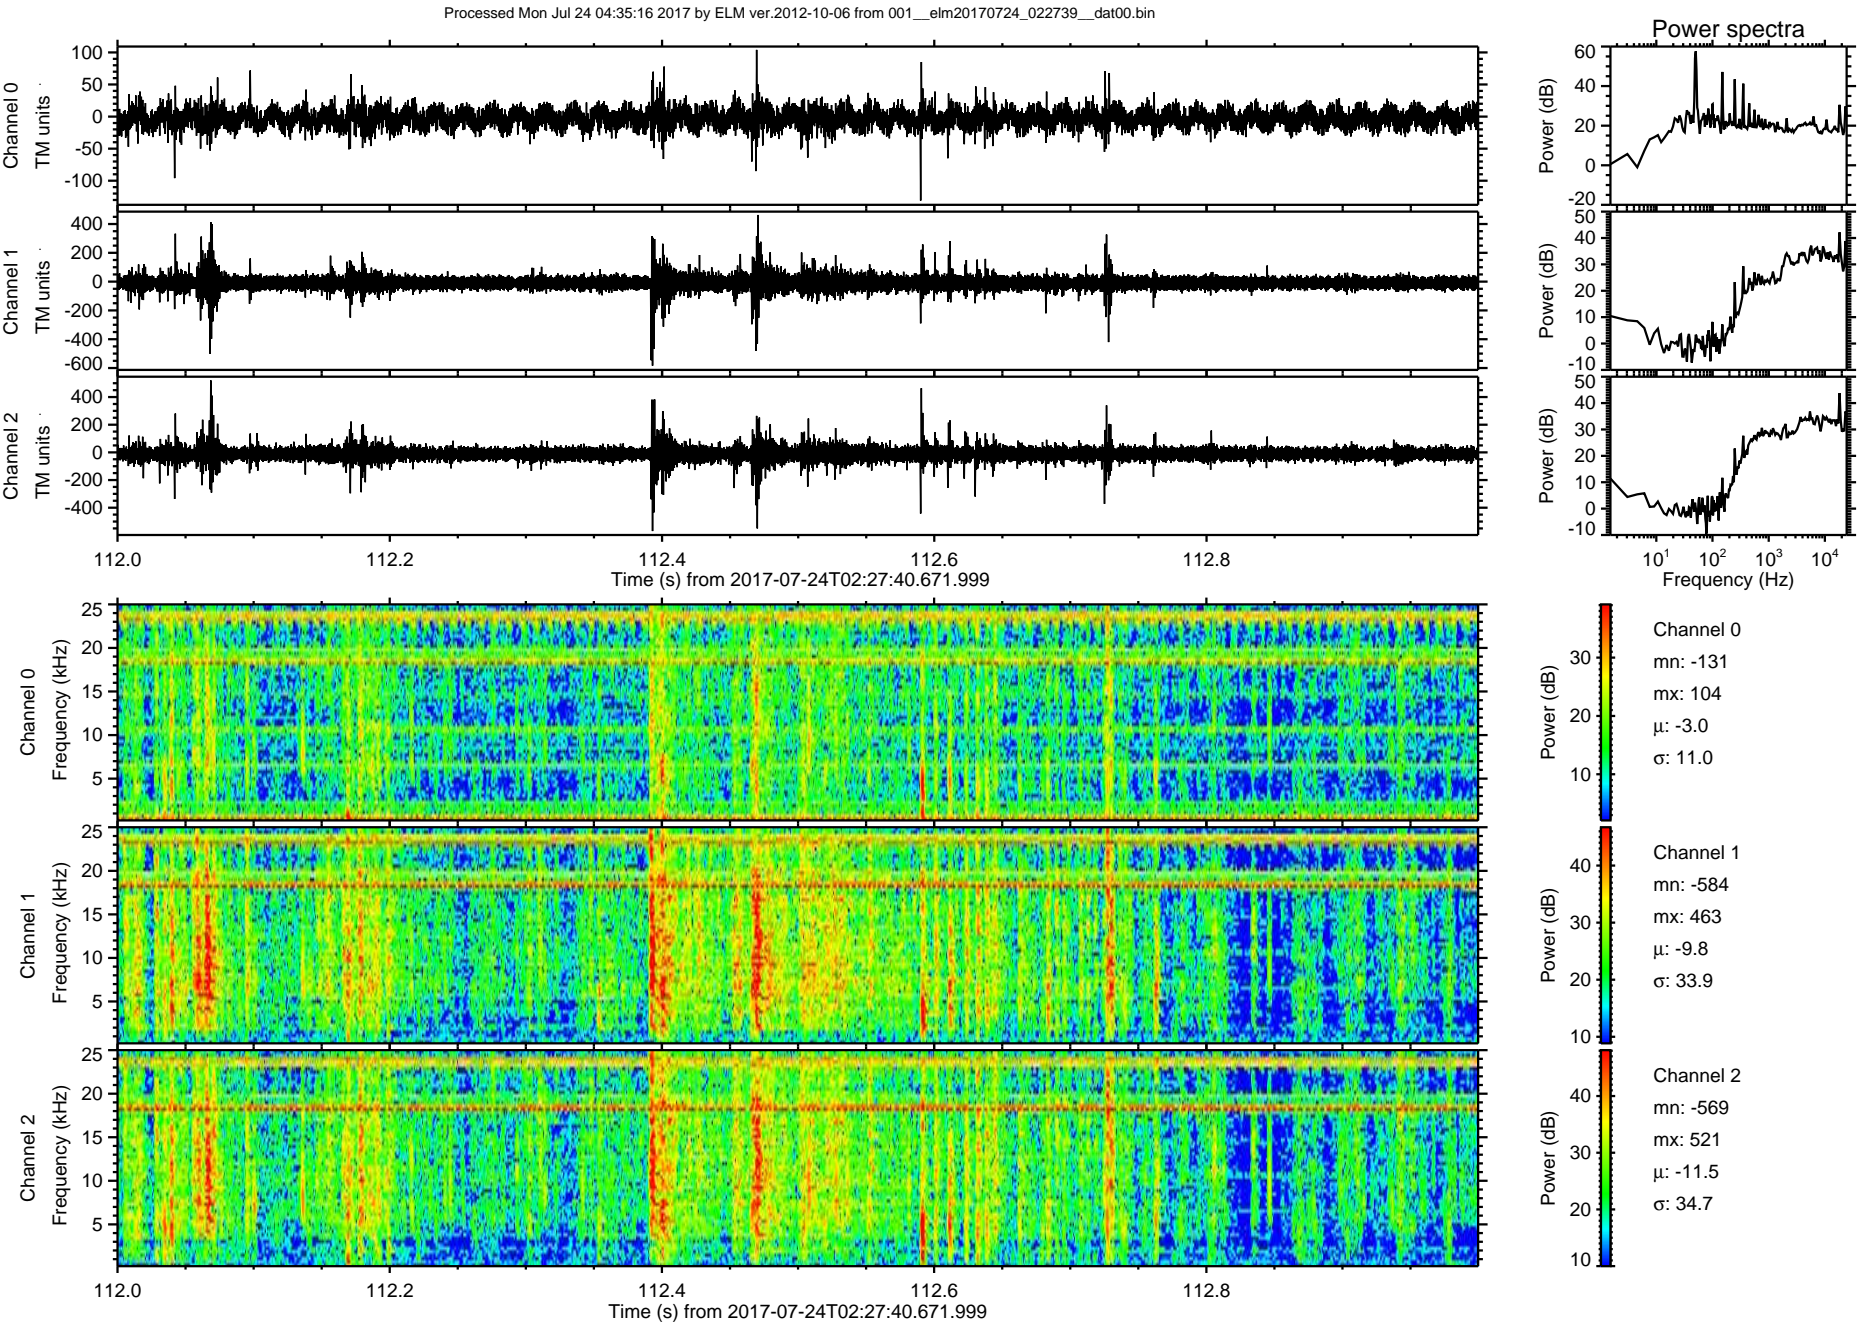 Processed Mon Jul 24 04:35:16 2017 by ELM ver.2012-10-06 from 001__elm20170724_022739__dat00.bin
Power spectra
Channel 0
TM units
100
50
0
-50
-100
Power (dB)
60
40
20
0
-20
Channel 1
TM units
400
200
0
-200
-400
-600
Power (dB)
50
40
30
20
10
0
-10
Channel 2
TM units
400
200
0
-200
-400
Power (dB)
50
40
30
20
10
0
-10
112.0 112.2 112.4 112.6 112.8
Time (s) from 2017-07-24T02:27:40.671.999
10¹ 10² 10³ 10⁴
Frequency (Hz)
Channel 0
Frequency (kHz)
25
20
15
10
5
Power (dB)
30
20
10
Channel 0
mn: -131
mx: 104
μ: -3.0
σ: 11.0
Channel 1
Frequency (kHz)
25
20
15
10
5
Power (dB)
40
30
20
10
Channel 1
mn: -584
mx: 463
μ: -9.8
σ: 33.9
Channel 2
Frequency (kHz)
25
20
15
10
5
Power (dB)
40
30
20
10
Channel 2
mn: -569
mx: 521
μ: -11.5
σ: 34.7
112.0 112.2 112.4 112.6 112.8
Time (s) from 2017-07-24T02:27:40.671.999